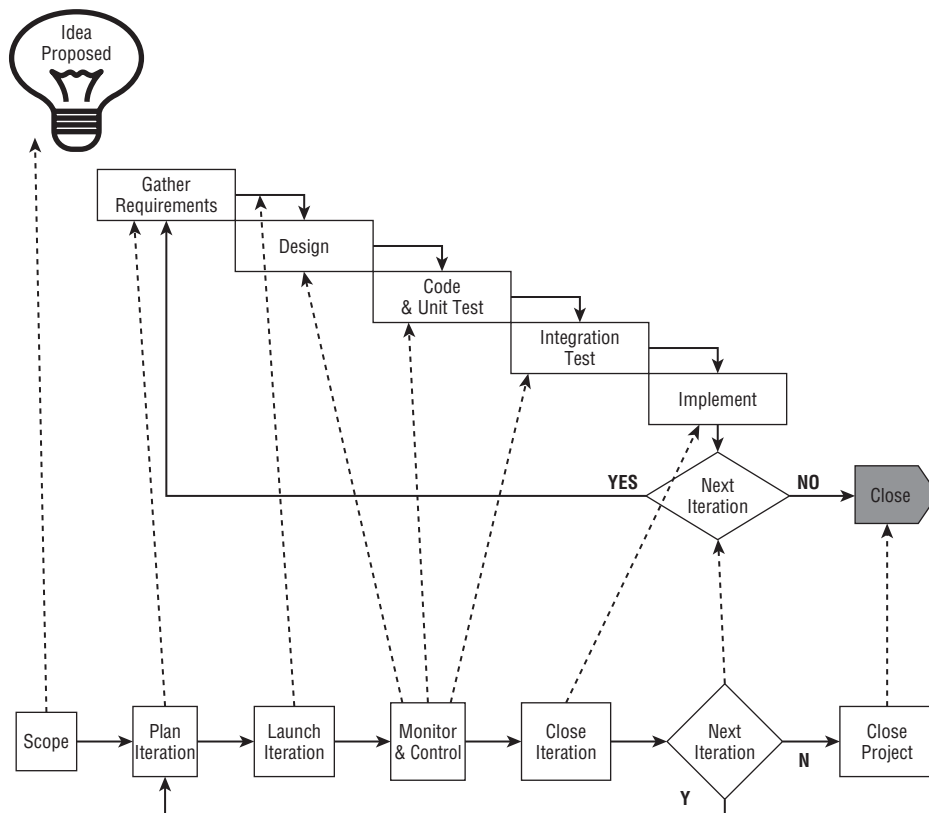 Idea
Proposed
Gather
Requirements
Design
Code
& Unit Test
Integration
Test
Implement
YES
Next
Iteration
NO
Close
Scope
Plan
Iteration
Launch
Iteration
Monitor
& Control
Close
Iteration
Next
Iteration
N
Close
Project
Y